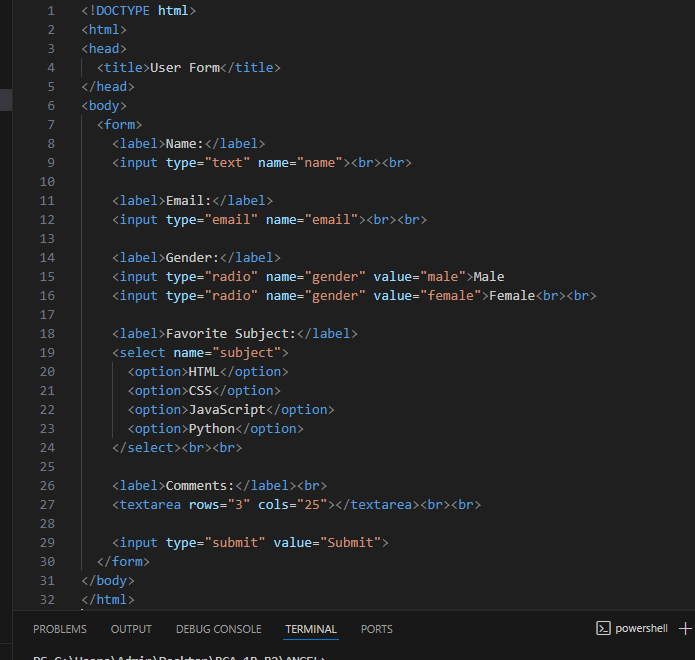 1 <!DOCTYPE html>
2 <html>
3 <head>
4 <title>User Form</title>
5 </head>
6 <body>
7 <form>
8 <label>Name:</label>
9 <input type="text" name="name"><br><br>
10
11 <label>Email:</label>
12 <input type="email" name="email"><br><br>
13
14 <label>Gender:</label>
15 <input type="radio" name="gender" value="male">Male
16 <input type="radio" name="gender" value="female">Female<br><br>
17
18 <label>Favorite Subject:</label>
19 <select name="subject">
20 <option>HTML</option>
21 <option>CSS</option>
22 <option>JavaScript</option>
23 <option>Python</option>
24 </select><br><br>
25
26 <label>Comments:</label><br>
27 <textarea rows="3" cols="25"></textarea><br><br>
28
29 <input type="submit" value="Submit">
30 </form>
31 </body>
32 </html>
PROBLEMS OUTPUT DEBUG CONSOLE TERMINAL PORTS powershell